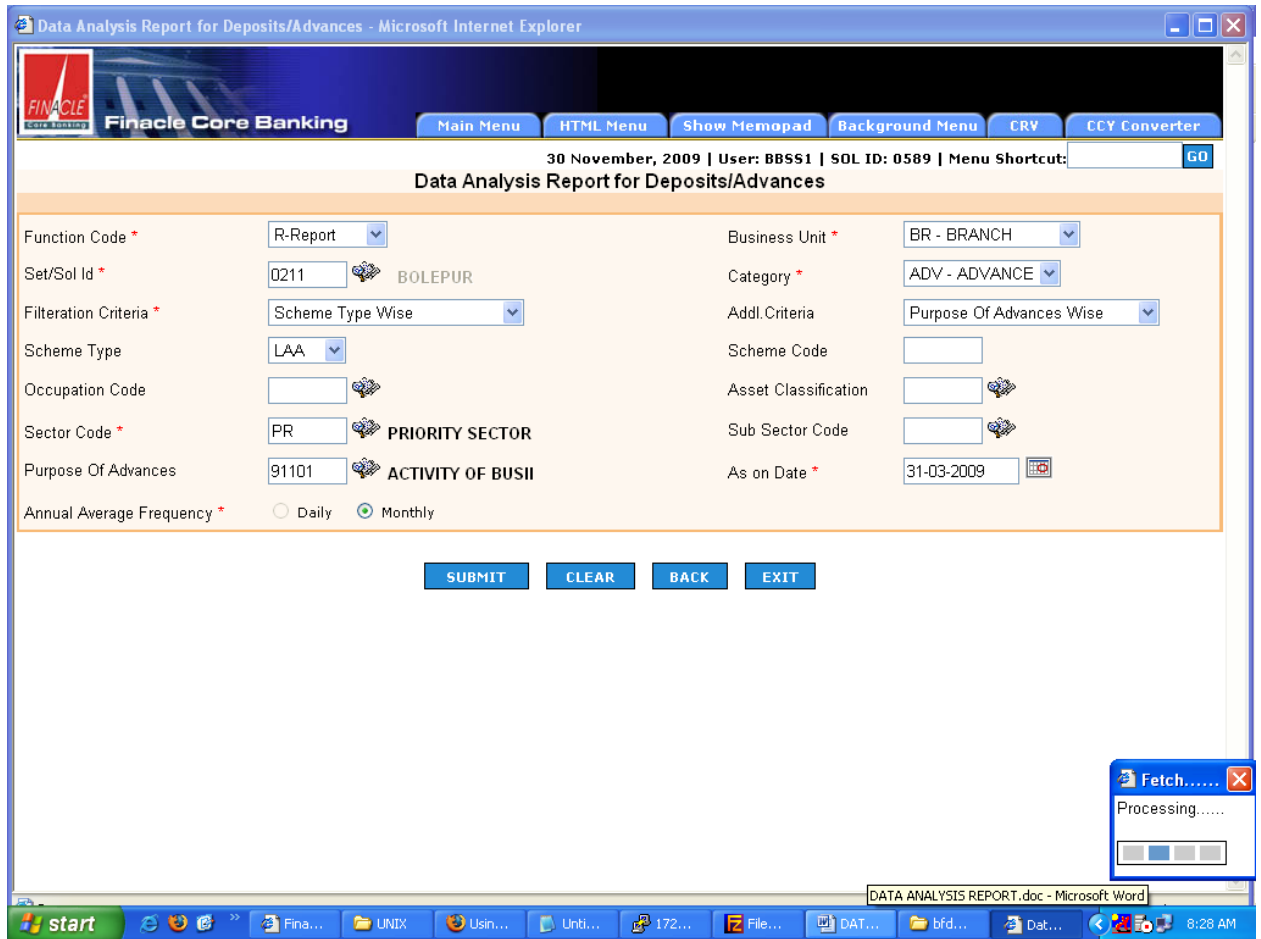 Data Analysis Report for Deposits/Advances - Microsoft Internet Explorer
FINACLE
Core Banking
Finacle Core Banking
Main Menu HTML Menu Show Memopad Background Menu CRV CCY Converter
30 November, 2009 | User: BBSS1 | SOL ID: 0589 | Menu Shortcut: GO
Data Analysis Report for Deposits/Advances
Function Code * R-Report Business Unit * BR - BRANCH
Set/Sol Id * 0211 BOLEPUR Category * ADV - ADVANCE
Filteration Criteria * Scheme Type Wise Addl.Criteria Purpose Of Advances Wise
Scheme Type LAA Scheme Code
Occupation Code Asset Classification
Sector Code * PR PRIORITY SECTOR Sub Sector Code
Purpose Of Advances 91101 ACTIVITY OF BUSII As on Date * 31-03-2009
Annual Average Frequency * Daily Monthly
SUBMIT CLEAR BACK EXIT
Fetch......
Processing......
DATA ANALYSIS REPORT.doc - Microsoft Word
start Fina... UNIX Usin... Unti... 172... File... DAT... bfd... Dat... 8:28 AM